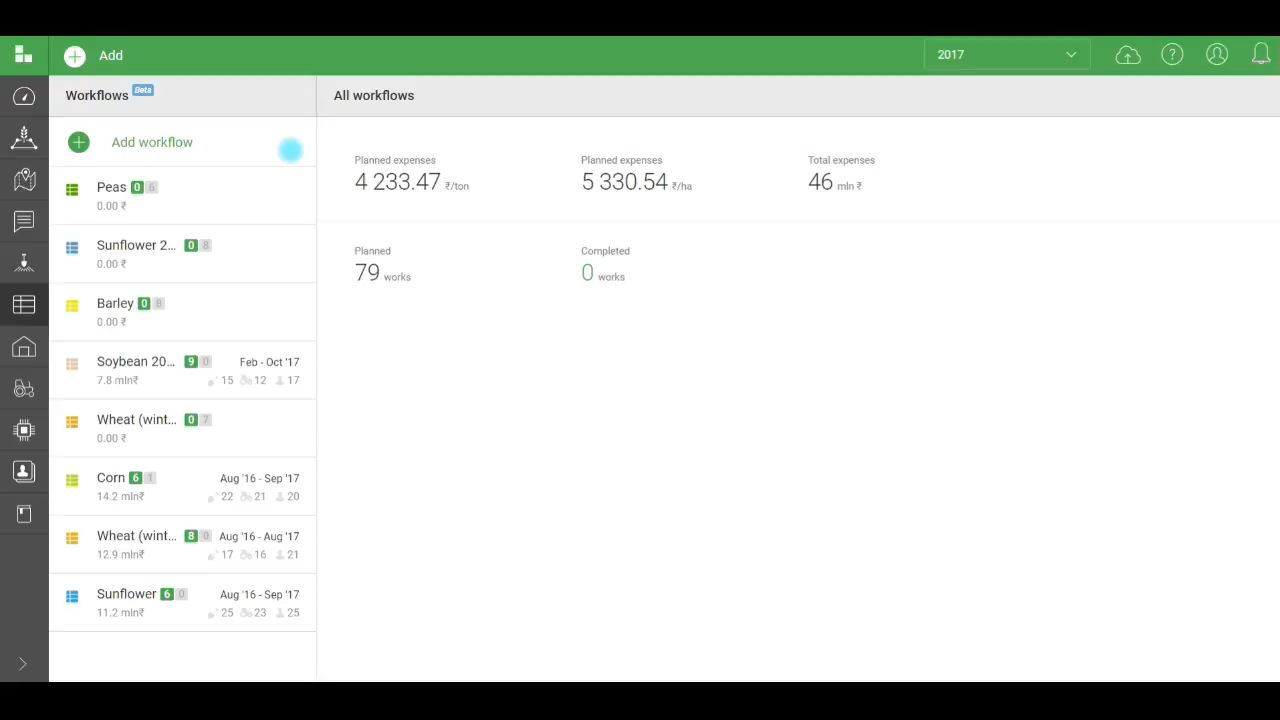 Add
2017
Workflows Beta
All workflows
Add workflow
Peas 0 6
0.00 ₹
Sunflower 2... 0 8
0.00 ₹
Barley 0 8
0.00 ₹
Soybean 20... 9 0 Feb - Oct '17
7.8 mln₹ 15 12 17
Wheat (wint... 0 7
0.00 ₹
Corn 6 1 Aug '16 - Sep '17
14.2 mln₹ 22 21 20
Wheat (wint... 8 0 Aug '16 - Aug '17
12.9 mln₹ 17 16 21
Sunflower 6 0 Aug '16 - Sep '17
11.2 mln₹ 25 23 25
Planned expenses
4 233.47 ₹/ton
Planned expenses
5 330.54 ₹/ha
Total expenses
46 mln ₹
Planned
79 works
Completed
0 works